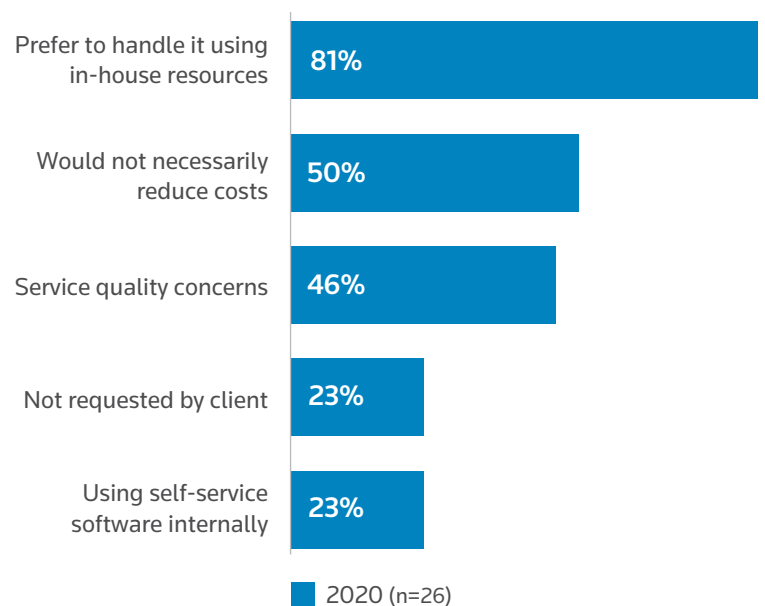 Prefer to handle it using
in-house resources
81%
Would not necessarily
reduce costs
50%
Service quality concerns
46%
Not requested by client
23%
Using self-service
software internally
23%
2020 (n=26)